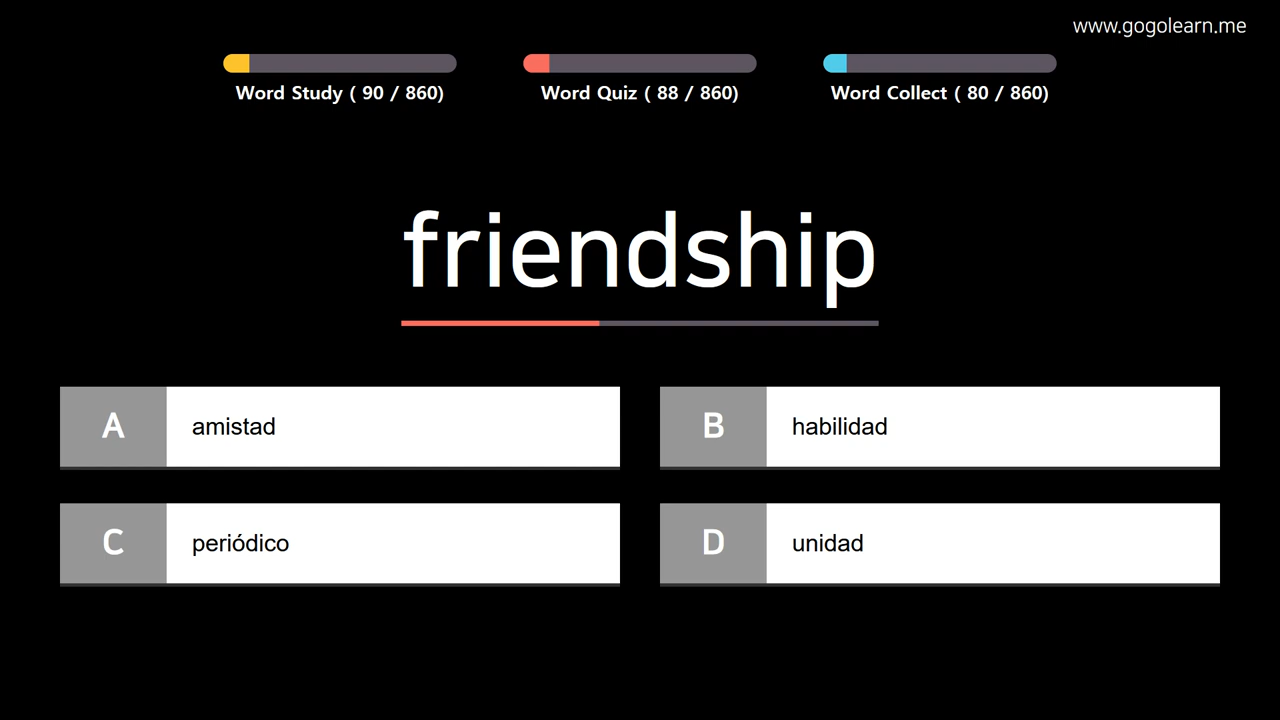 www.gogolearn.me
Word Study ( 90 / 860)
Word Quiz ( 88 / 860)
Word Collect ( 80 / 860)
friendship
A
amistad
B
habilidad
C
periódico
D
unidad